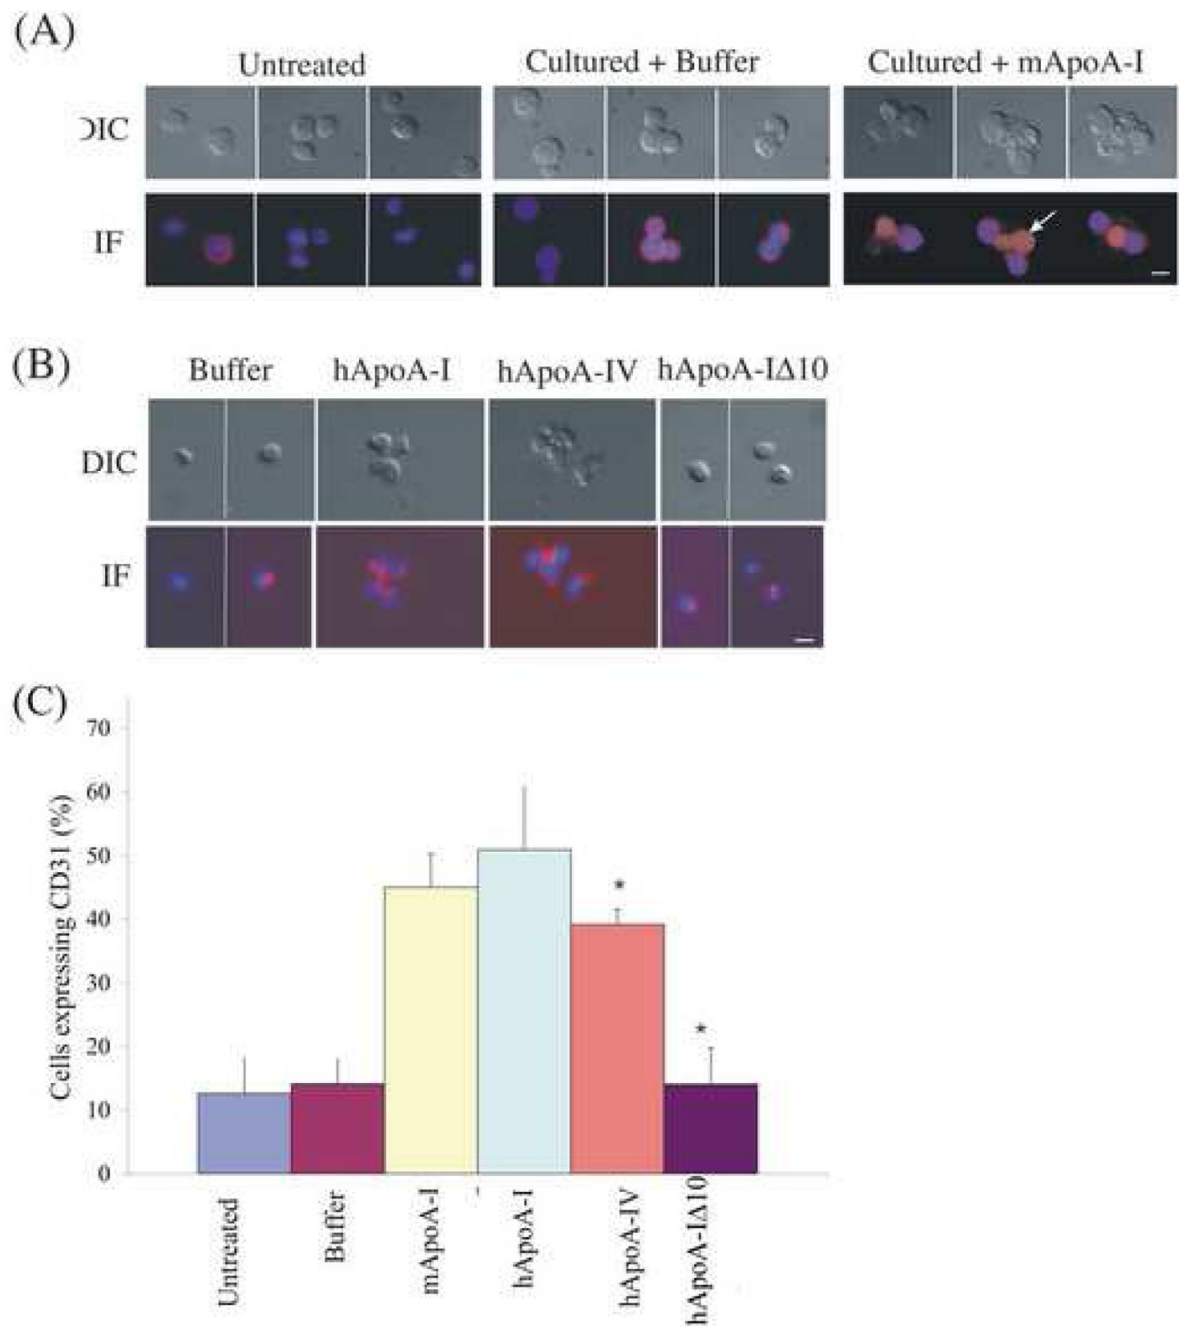 (A)
Untreated
Cultured + Buffer
Cultured + mApoA-I
DIC
IF
(B)
Buffer
hApoA-I
hApoA-IV
hApoA-IΔ10
DIC
IF
(C)
70
60
50
40
30
20
10
0
Cells expressing CD31 (%)
*
*
Untreated
Buffer
mApoA-I
hApoA-I
hApoA-IV
hApoA-IΔ10